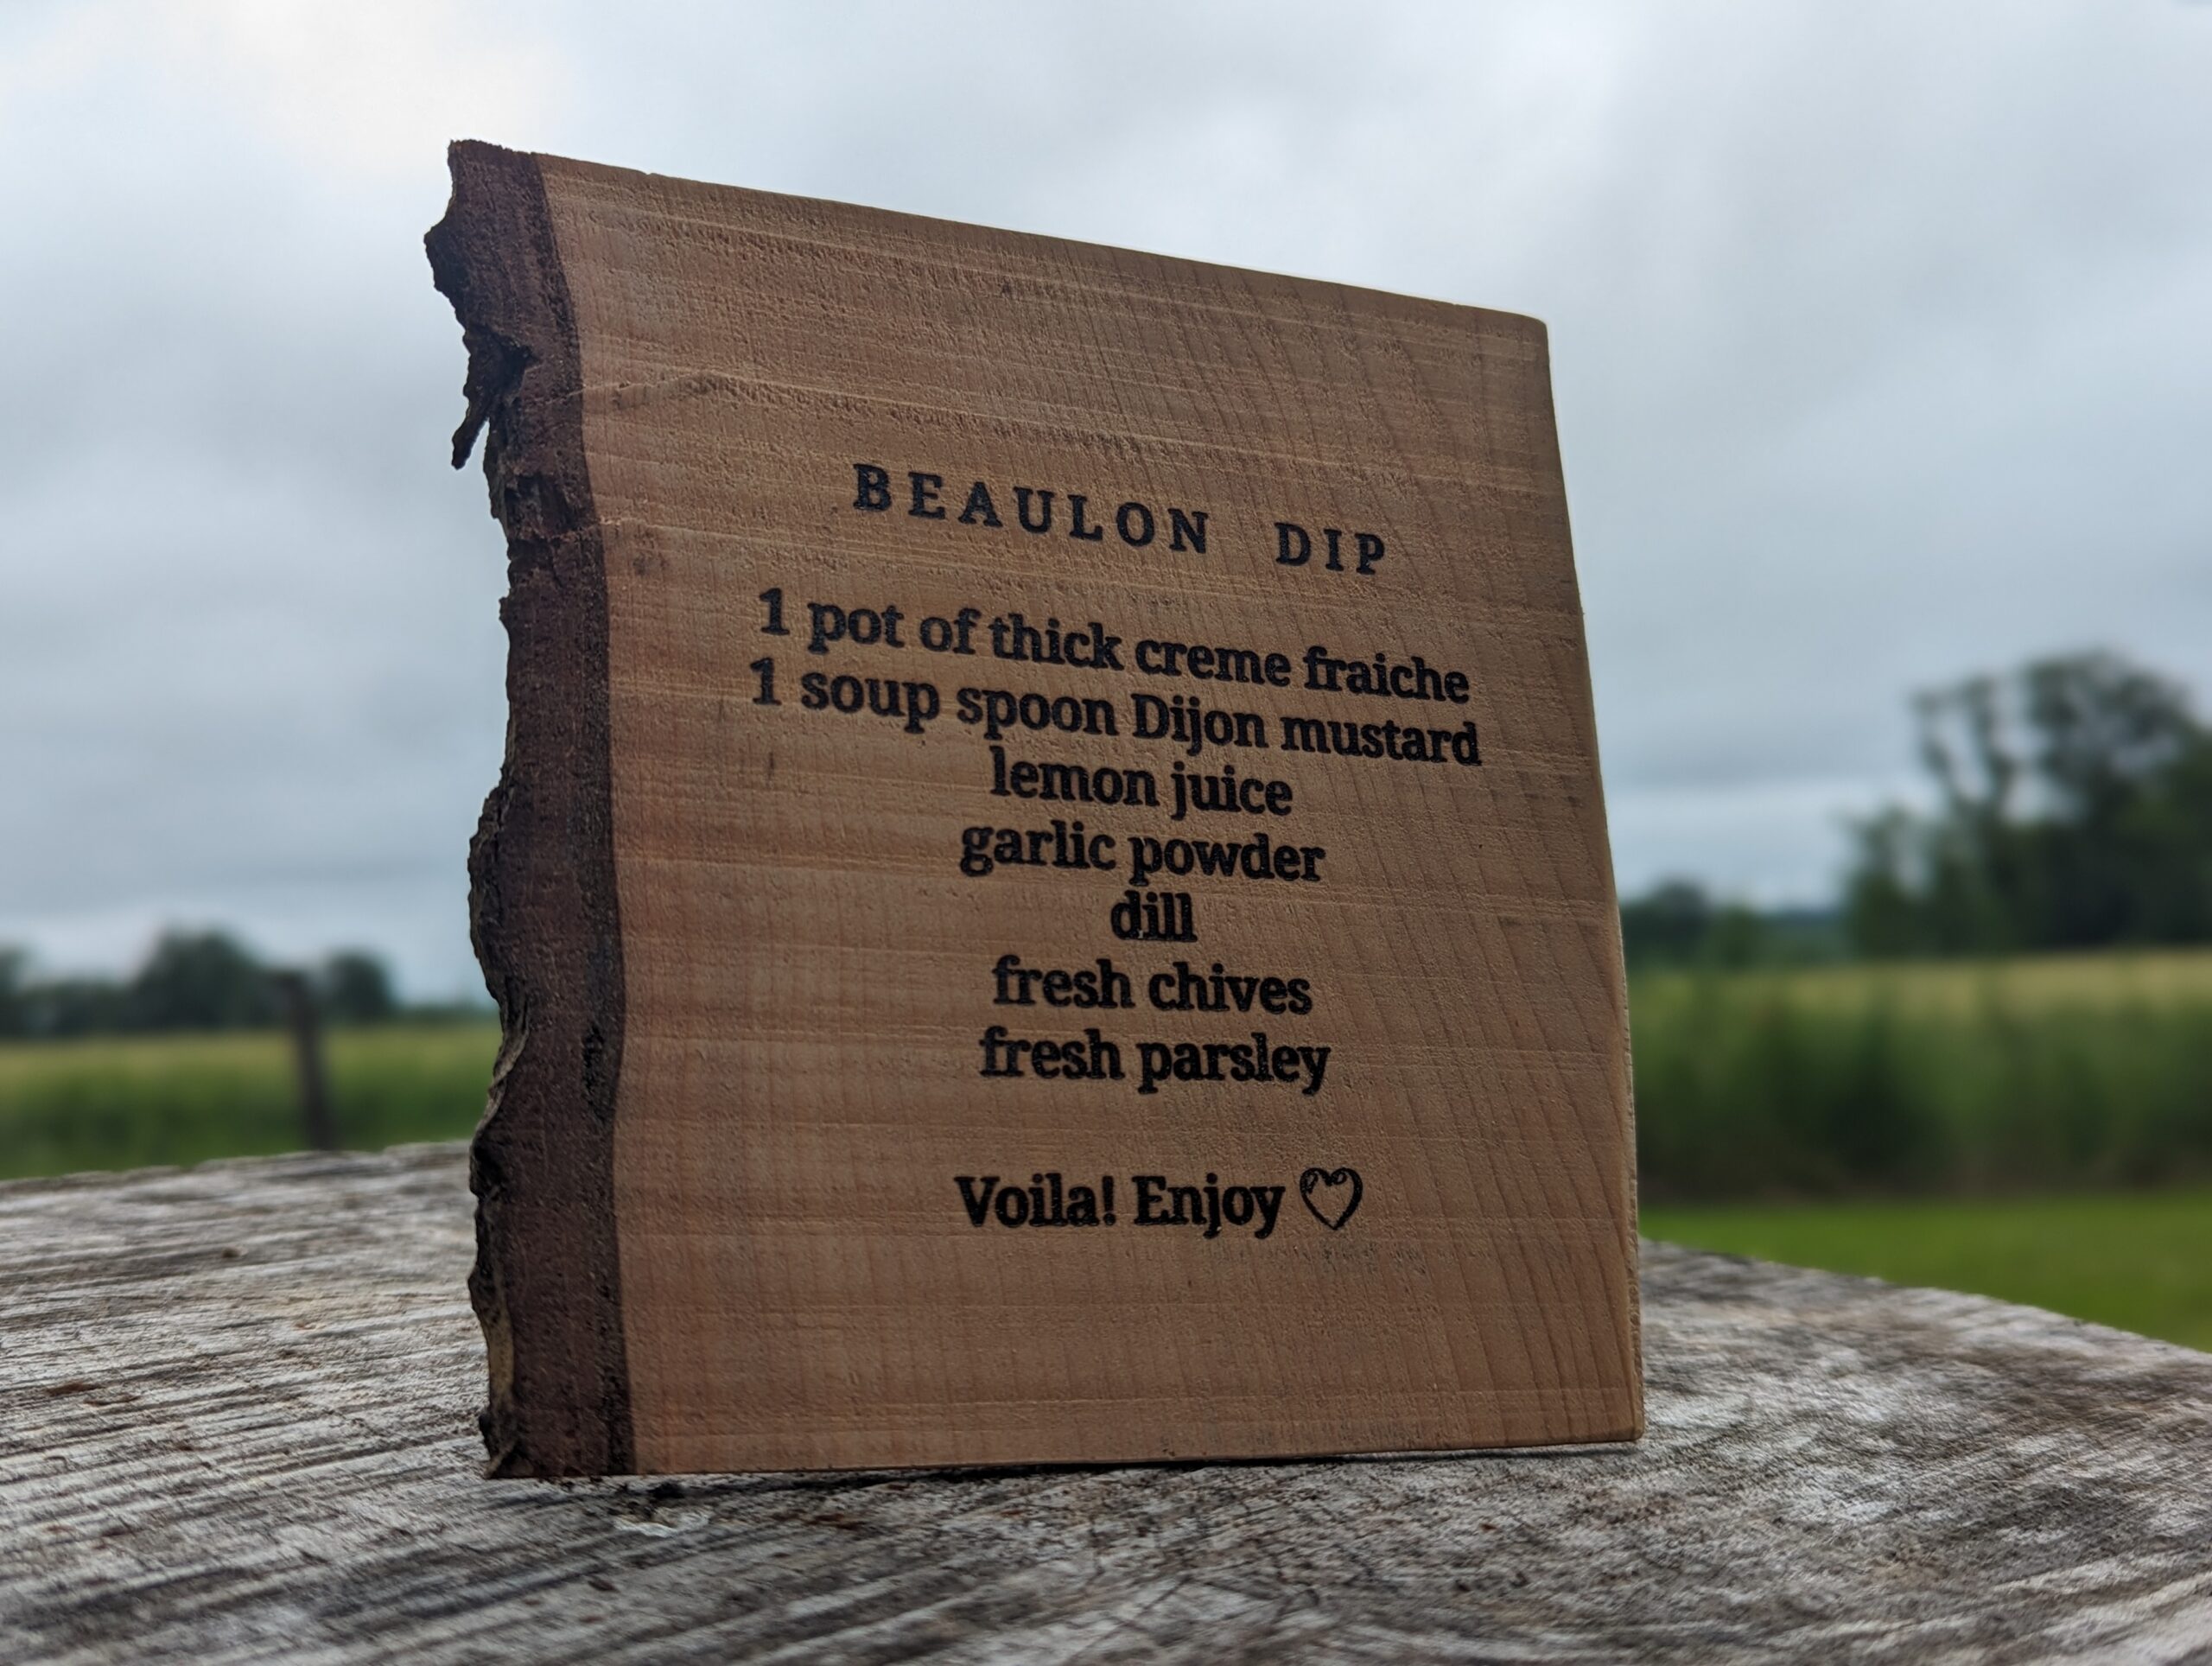 BEAULON DIP
1 pot of thick creme fraiche
1 soup spoon Dijon mustard
lemon juice
garlic powder
dill
fresh chives
fresh parsley
Voila! Enjoy ♡